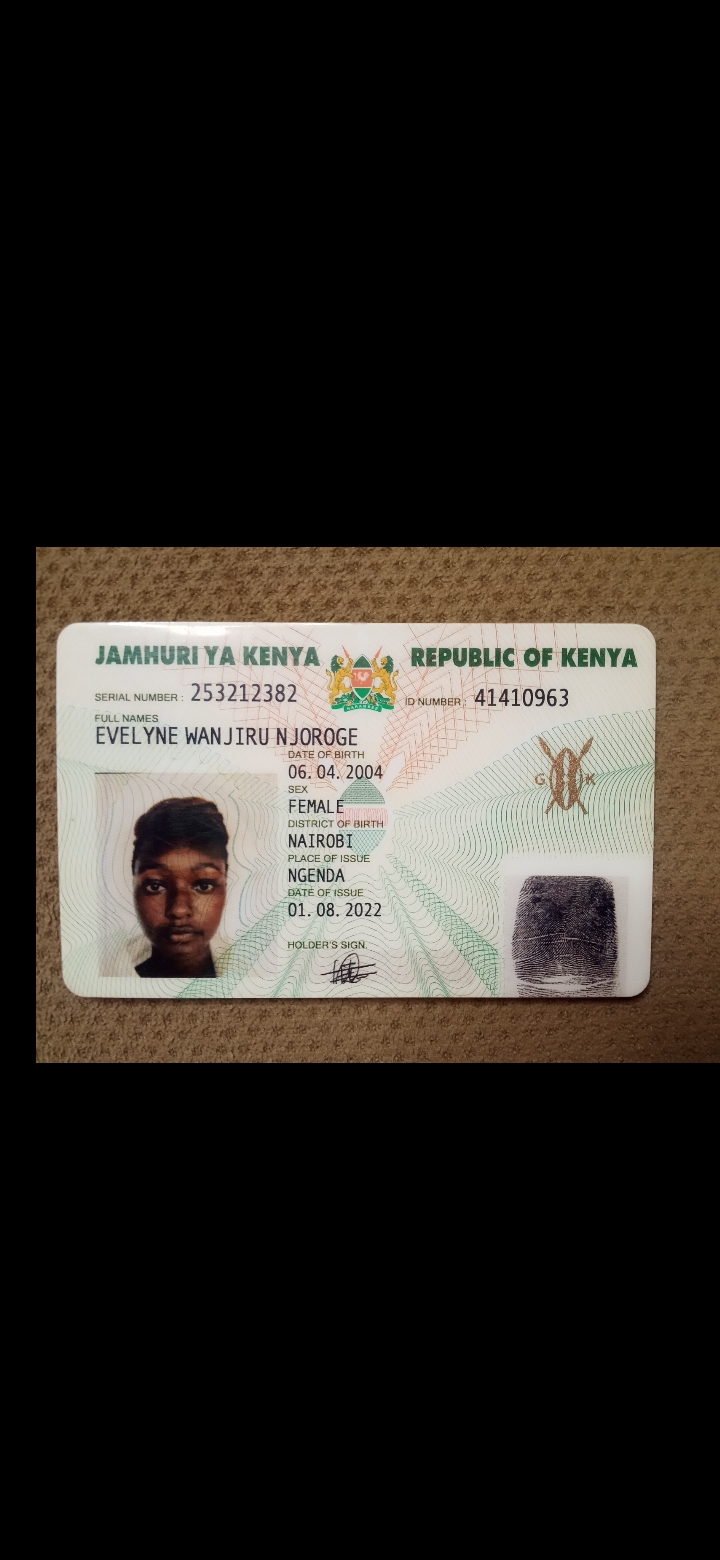 JAMHURI YA KENYA REPUBLIC OF KENYA
SERIAL NUMBER : 253212382 ID NUMBER : 41410963
FULL NAMES
EVELYNE WANJIRU NJOROGE
DATE OF BIRTH
06. 04. 2004
SEX
FEMALE
G K
DISTRICT OF BIRTH
NAIROBI
PLACE OF ISSUE
NGENDA
DATE OF ISSUE
01. 08. 2022
HOLDER'S SIGN.